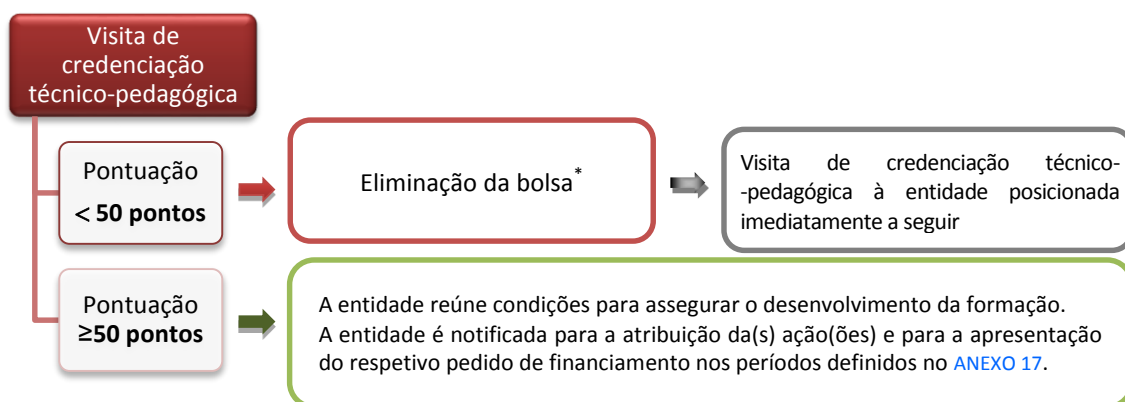 Visita de
credenciação
técnico-pedagógica
Pontuação
< 50 pontos
Eliminação da bolsa*
Visita de credenciação técnico-
-pedagógica à entidade posicionada
imediatamente a seguir
Pontuação
≥50 pontos
A entidade reúne condições para assegurar o desenvolvimento da formação.
A entidade é notificada para a atribuição da(s) ação(ões) e para a apresentação
do respetivo pedido de financiamento nos períodos definidos no ANEXO 17.